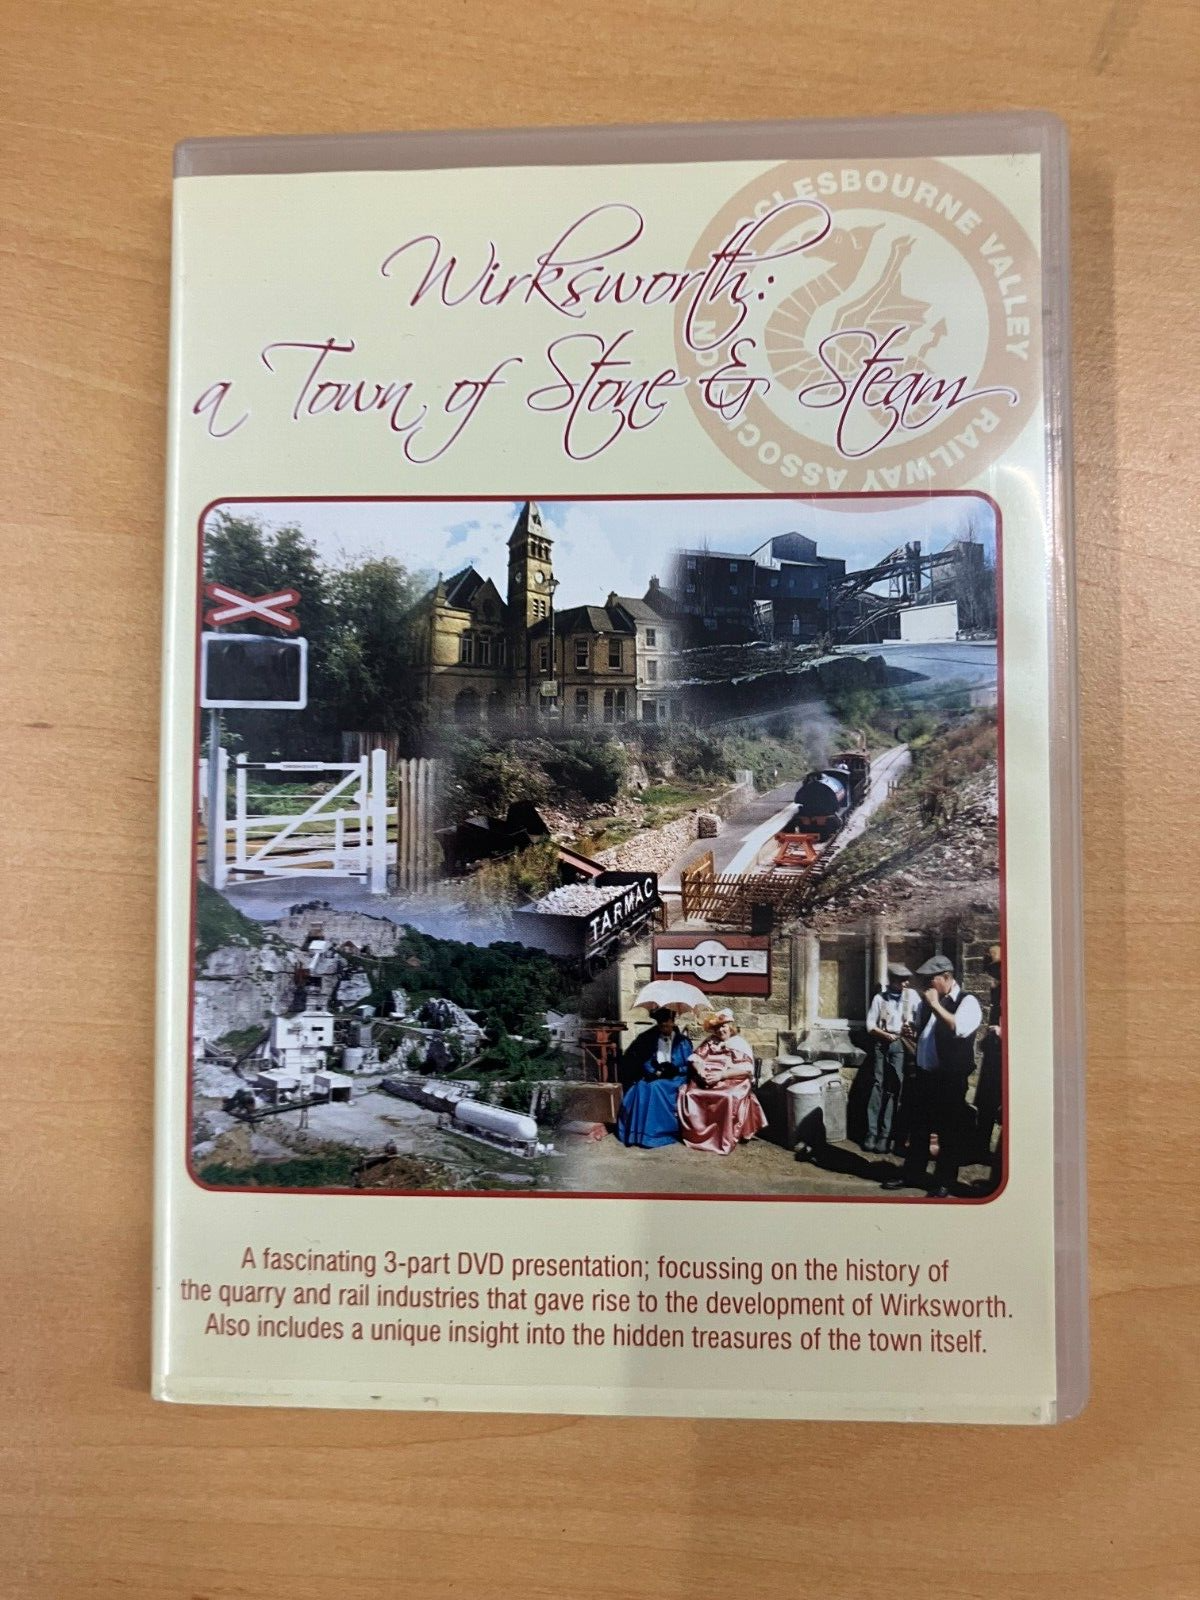 Wirksworth:
a Town of Stone & Steam
ECCLESBOURNE VALLEY
RAILWAY
TARMAC
SHOTTLE
A fascinating 3-part DVD presentation; focussing on the history of
the quarry and rail industries that gave rise to the development of Wirksworth.
Also includes a unique insight into the hidden treasures of the town itself.